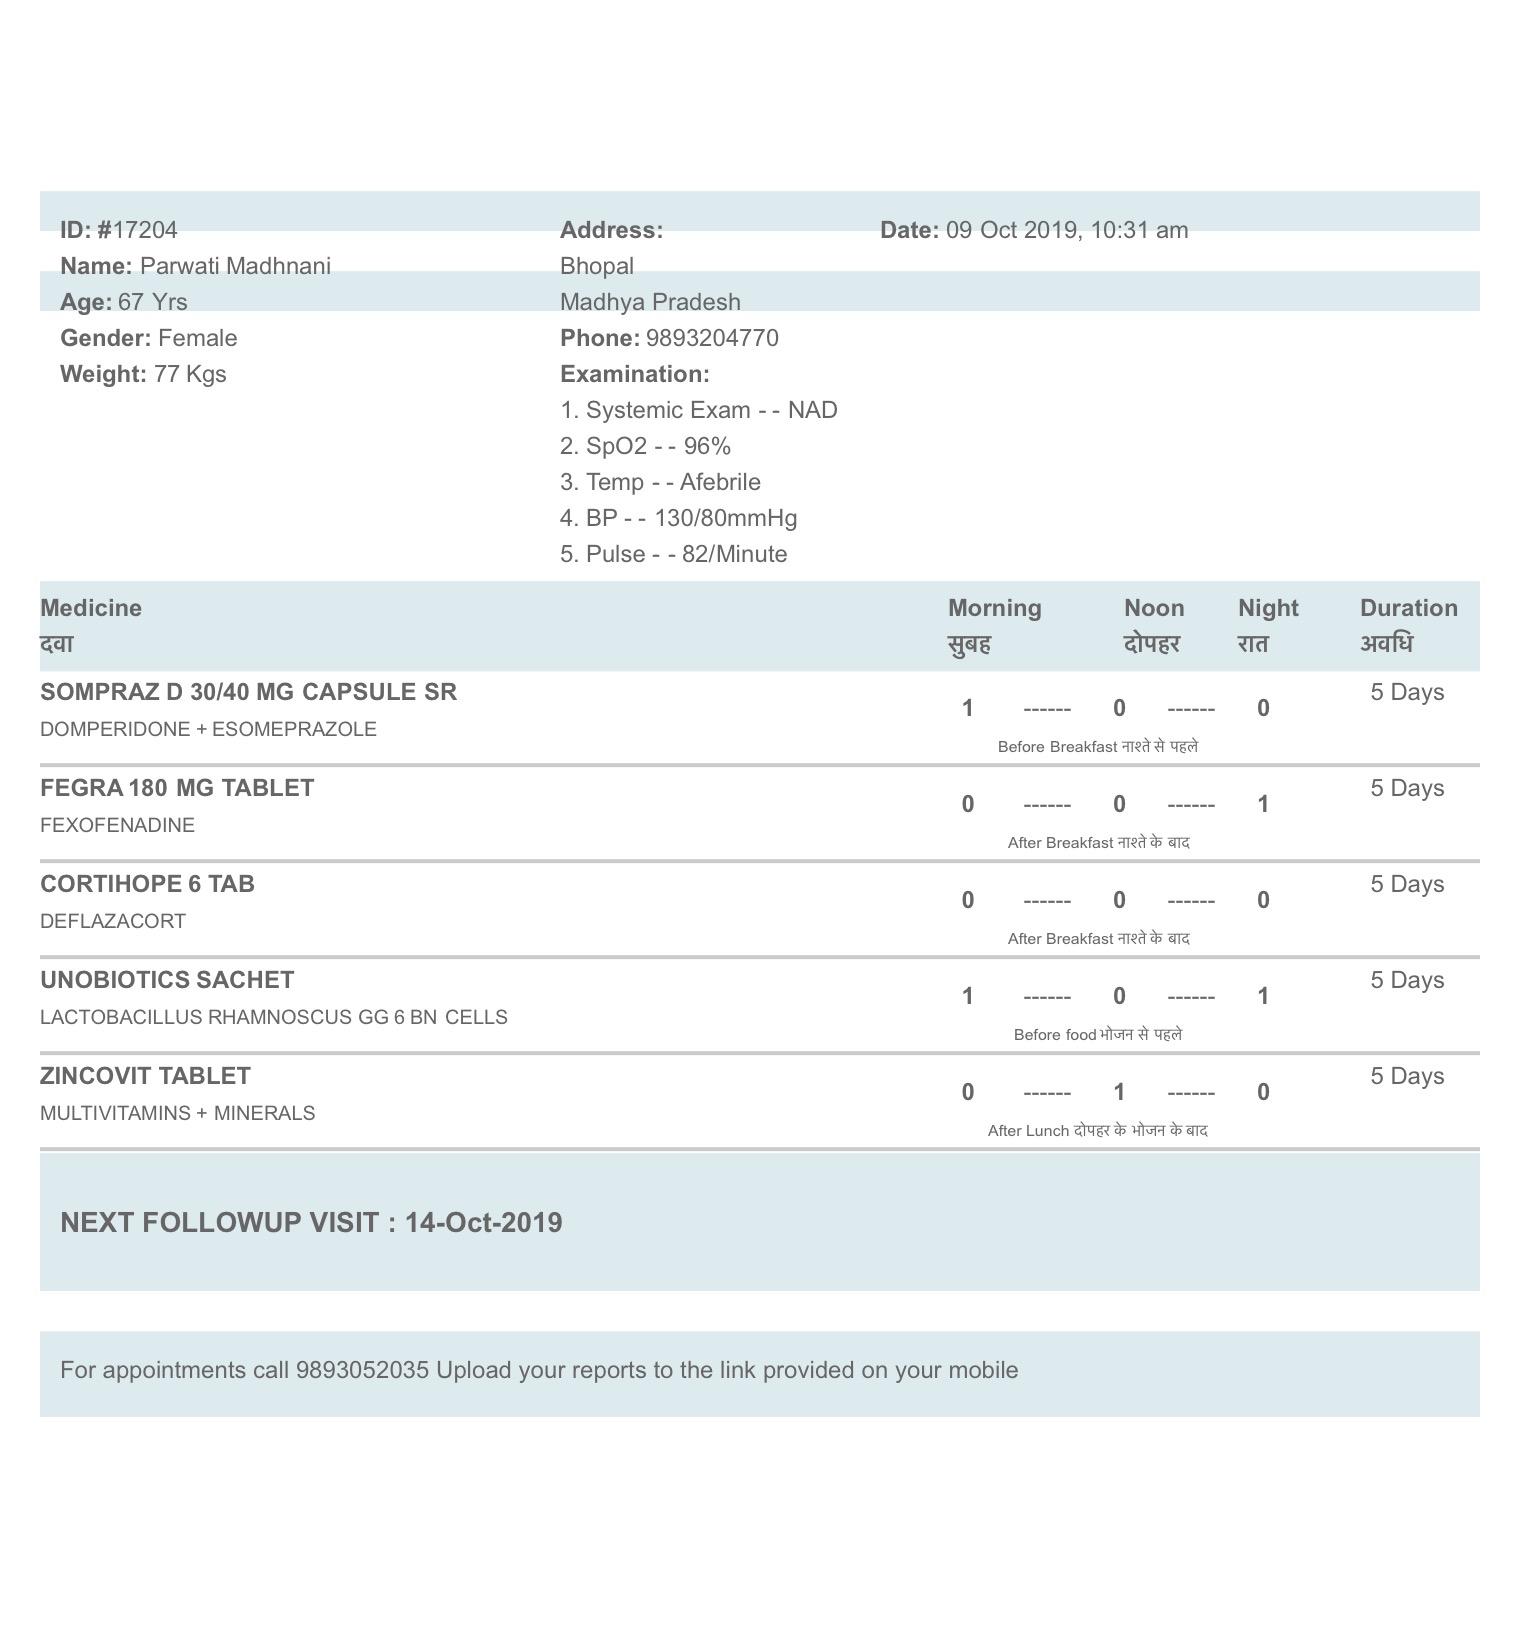 ID: #17204 Address: Date: 09 Oct 2019, 10:31 am
Name: Parwati Madhnani Bhopal
Age: 67 Yrs Madhya Pradesh
Gender: Female Phone: 9893204770
Weight: 77 Kgs Examination:
1. Systemic Exam - - NAD
2. SpO2 - - 96%
3. Temp - - Afebrile
4. BP - - 130/80mmHg
5. Pulse - - 82/Minute
Medicine Morning Noon Night Duration
दवा सुबह दोपहर रात अवधि
SOMPRAZ D 30/40 MG CAPSULE SR 5 Days
1 ------ 0 ------ 0
DOMPERIDONE + ESOMEPRAZOLE
Before Breakfast नाश्ते से पहले
FEGRA 180 MG TABLET 5 Days
0 ------ 0 ------ 1
FEXOFENADINE
After Breakfast नाश्ते के बाद
CORTIHOPE 6 TAB 5 Days
0 ------ 0 ------ 0
DEFLAZACORT
After Breakfast नाश्ते के बाद
UNOBIOTICS SACHET 5 Days
1 ------ 0 ------ 1
LACTOBACILLUS RHAMNOSCUS GG 6 BN CELLS
Before food भोजन से पहले
ZINCOVIT TABLET 5 Days
0 ------ 1 ------ 0
MULTIVITAMINS + MINERALS
After Lunch दोपहर के भोजन के बाद
NEXT FOLLOWUP VISIT : 14-Oct-2019
For appointments call 9893052035 Upload your reports to the link provided on your mobile